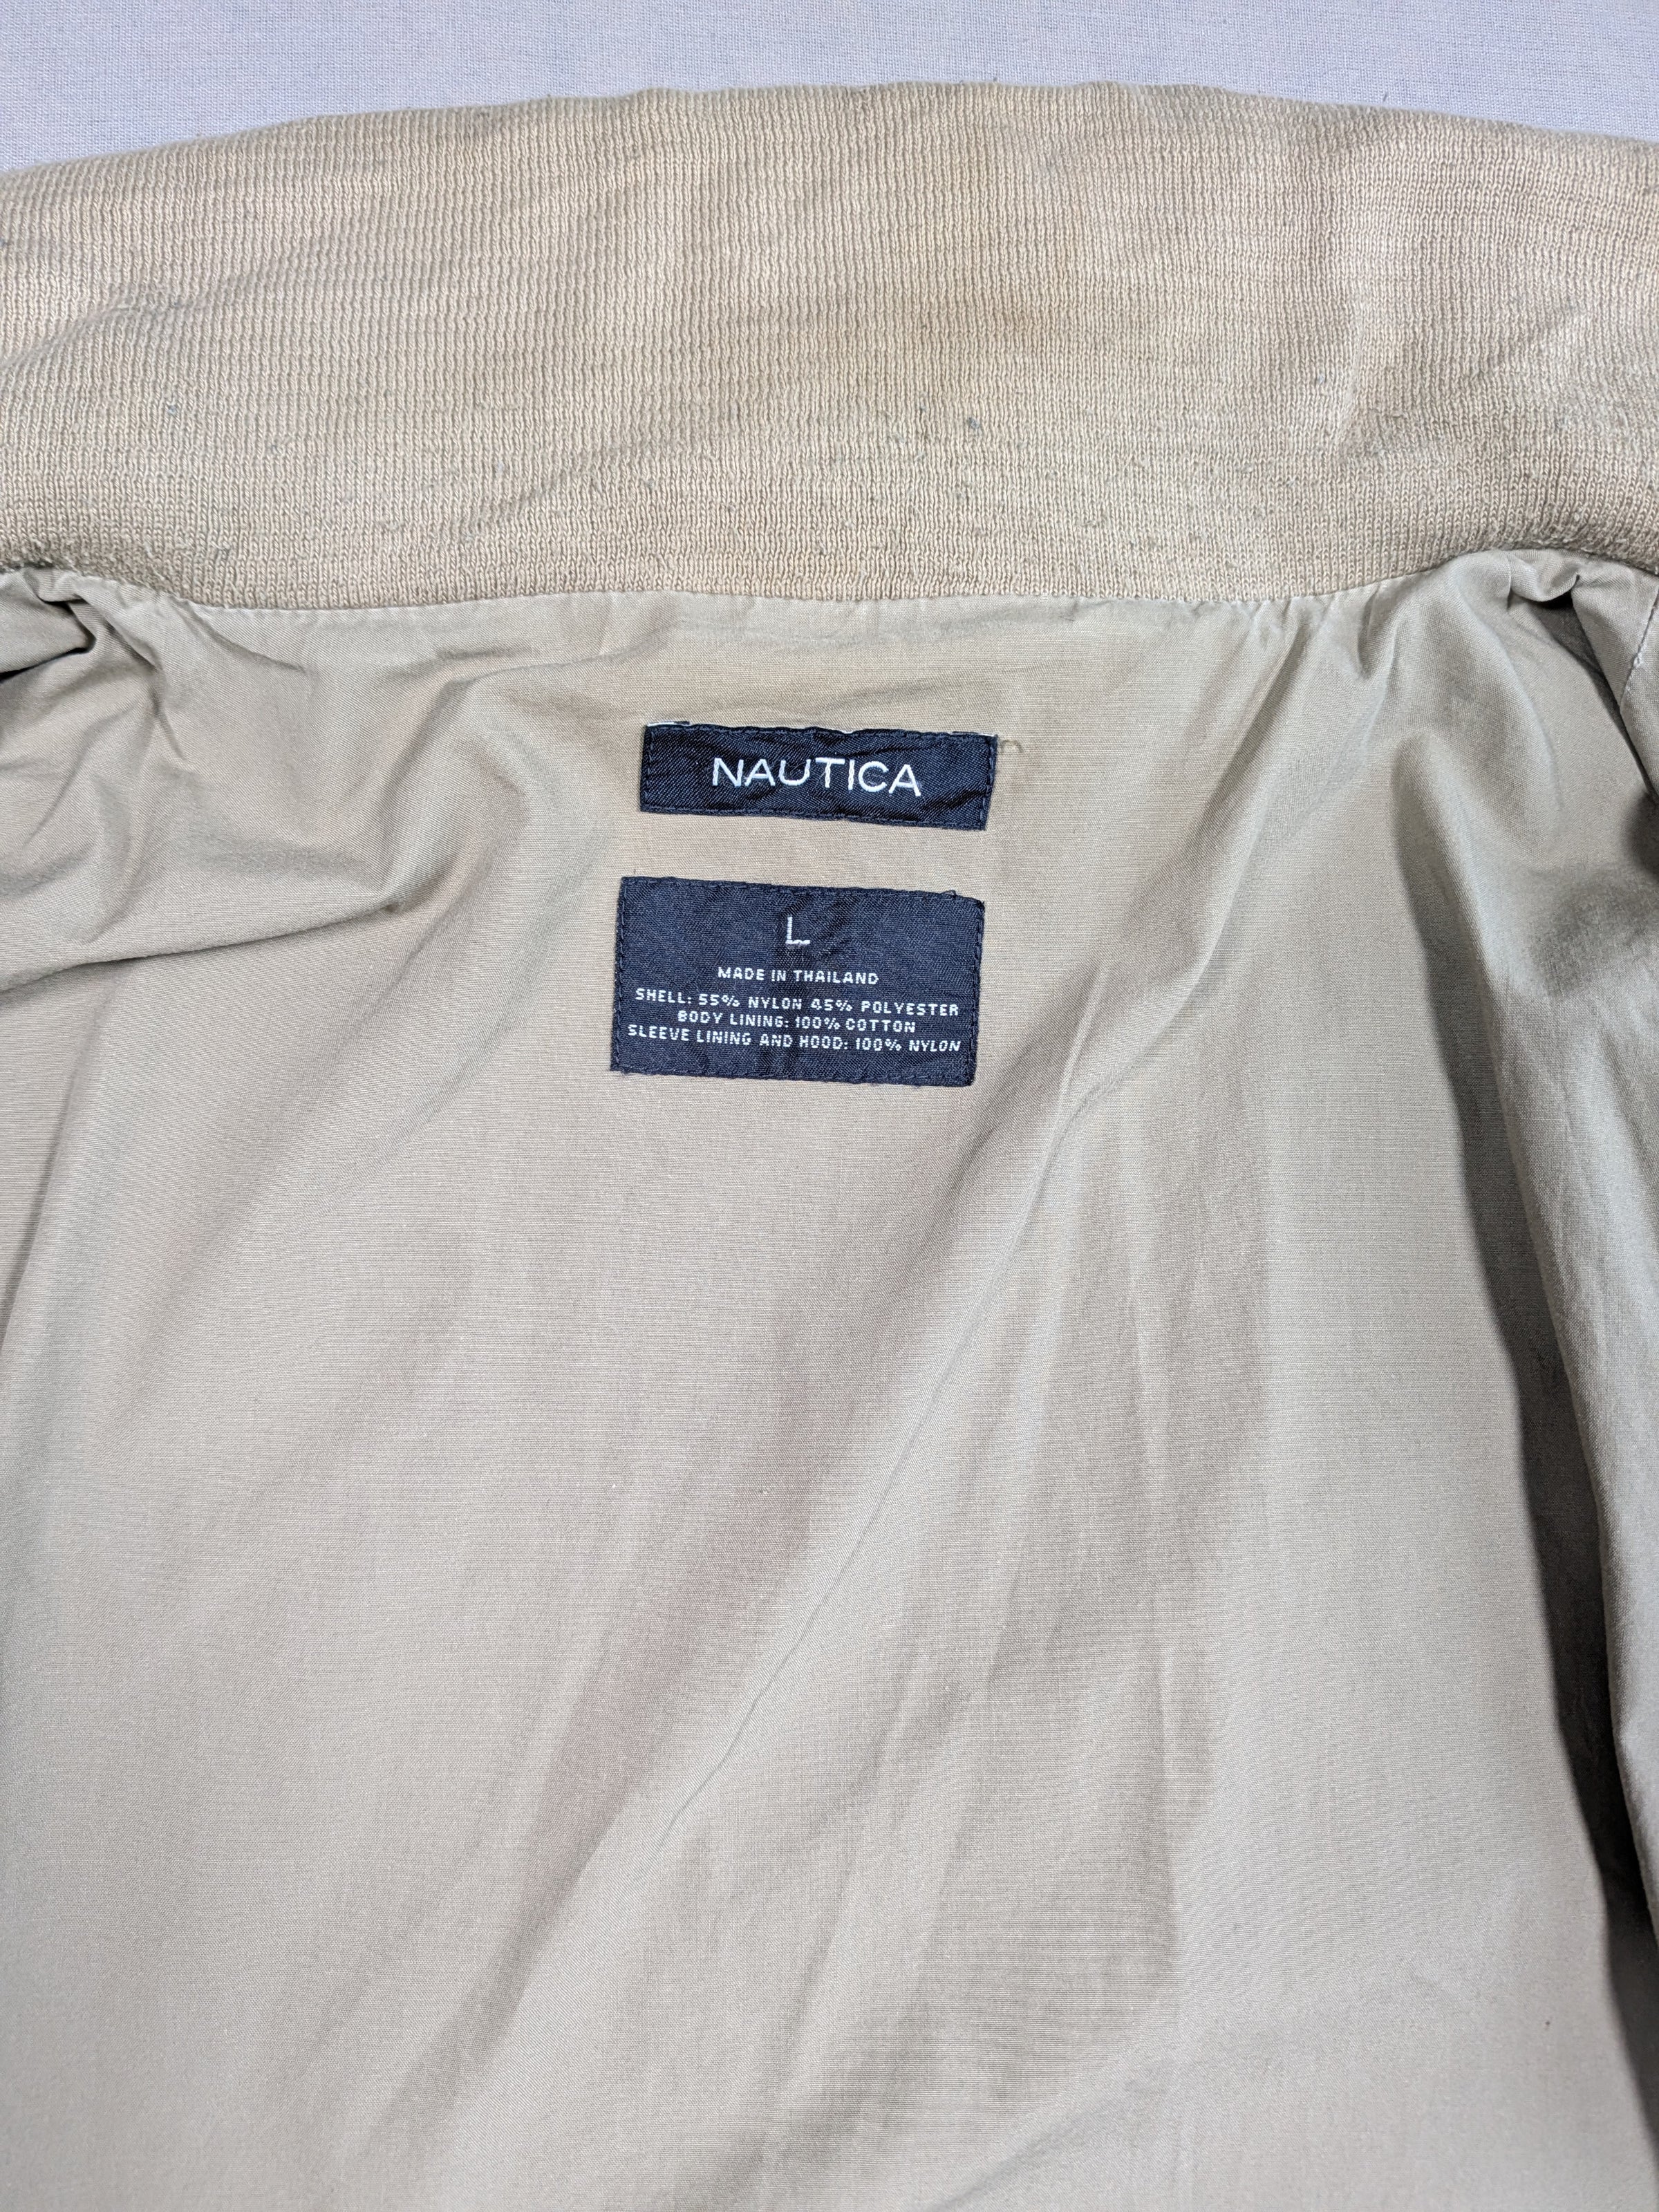 NAUTICA
L
MADE IN THAILAND
SHELL: 55% NYLON 45% POLYESTER
BODY LINING: 100% COTTON
SLEEVE LINING AND HOOD: 100% NYLON